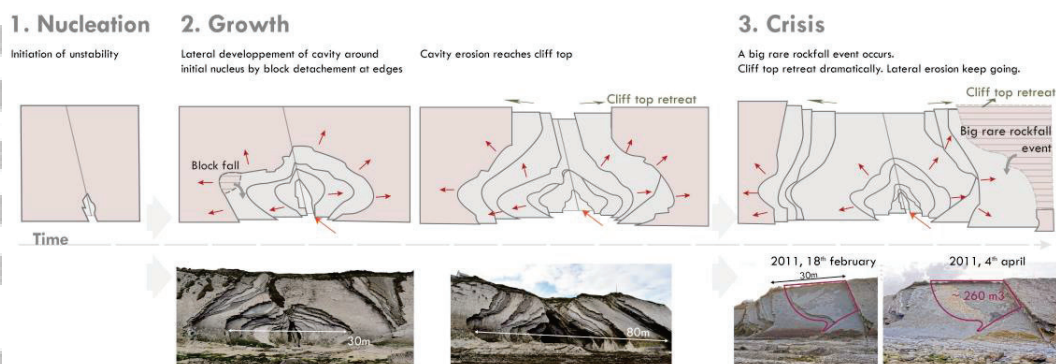 1. Nucleation
Initiation of unstability
2. Growth
Lateral developpement of cavity around
initial nucleus by block detachement at edges
Cavity erosion reaches cliff top
3. Crisis
A big rare rockfall event occurs.
Cliff top retreat dramatically. Lateral erosion keep going.
Block fall
Cliff top retreat
Cliff top retreat
Big rare rockfall
event
Time
30m
80m
2011, 18th february
30m
2011, 4th april
~ 260 m3